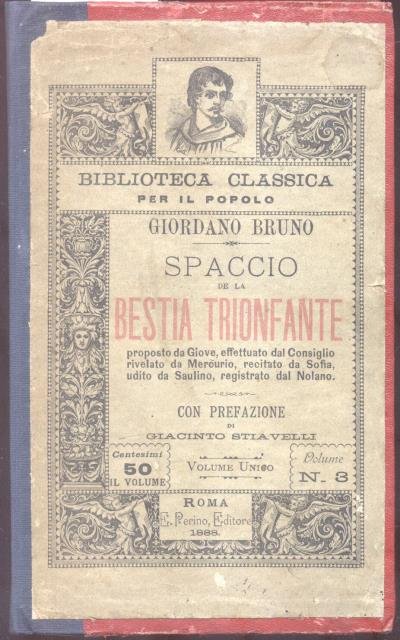 BIBLIOTECA CLASSICA
PER IL POPOLO
GIORDANO BRUNO
SPACCIO
DE LA
BESTIA TRIONFANTE
proposto da Giove, effettuato dal Consiglio
rivelato da Mercurio, recitato da Sofia,
udito da Saulino, registrato dal Nolano.
CON PREFAZIONE
DI
GIACINTO STIAVELLI
Centesimi
50
IL VOLUME
VOLUME UNICO
Volume
N. 3
ROMA
E. Perino, Editore
1888.